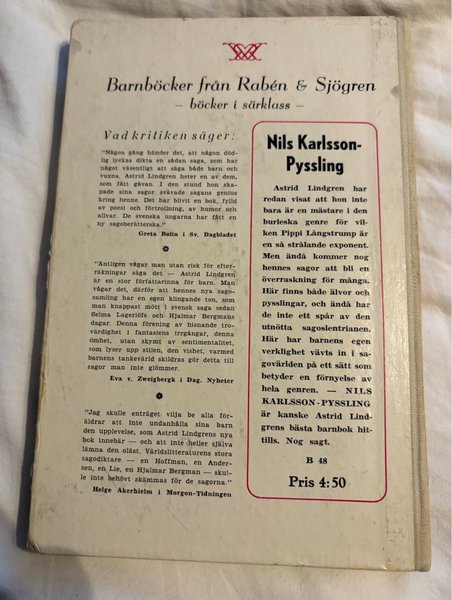 Barnböcker från Rabén & Sjögren
– böcker i särklass –
Vad kritiken säger:
"Någon gång händer det, att någon död-
lig lyckas dikta en sådan saga, som har
något väsentligt att säga både barn och
vuxna. Astrid Lindgren heter en av dem,
som fått gåvan. I den stund hon ska-
pade sina sagor svävade sagans genius
kring henne. Det har blivit en bok, fylld
av poesi och förtrollning, av humor och
allvar. De svenska ungarna har fått en
ny sagoberätterska."
Greta Bolin i Sv. Dagbladet
"Äntligen vågar man utan risk för efter-
räkningar säga det — Astrid Lindgren
är en stor författarinna för barn. Man
vågar det, därför att hennes nya sago-
samling har en egen klingande ton, som
man knappast mött i svensk saga sedan
Selma Lagerlöfs och Hjalmar Bergmans
dagar. Denna förening av hisnande tro-
värdighet i fantasiens irrgångar, denna
ömhet, utan skymt av sentimentalitet,
som lyser upp stilen, den vishet, varmed
barnens tankevärld skildras gör detta till
sagor man inte glömmer.
Eva v. Zweigbergk i Dag. Nyheter
"Jag skulle enträget vilja be alla för-
äldrar att inte undanhålla sina barn
den upplevelse, som Astrid Lindgrens nya
bok innebär — och att inte heller själva
lämna den oläst. Världslitteraturens stora
sagodiktare — en Hoffman, en Ander-
sen, en Lie, en Hjalmar Bergman — skul-
le inte behövt skämmas för de sagorna."
Helge Åkerhielm i Morgon-Tidningen
Nils Karlsson-
Pyssling
Astrid Lindgren har
redan visat att hon inte
bara är en mästare i den
burleska genre för vil-
ken Pippi Långstrump är
en så strålande exponent.
Men ändå kommer nog
hennes sagor att bli en
överraskning för många.
Här finns både älvor och
pysslingar, och ändå har
de inte ett spår av den
utnötta sagoslentrianen.
Här har barnens egen
verklighet vävts in i sa-
govärlden på ett sätt som
betyder en förnyelse av
hela genren. — NILS
KARLSSON-PYSSLING
är kanske Astrid Lind-
grens bästa barnbok hit-
tills. Nog sagt.
B 48
Pris 4:50